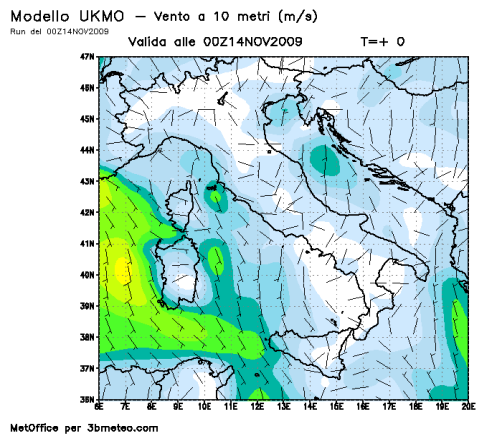 Modello UKMO – Vento a 10 metri (m/s)
Run del 00Z14NOV2009
Valida alle 00Z14NOV2009 T=+ 0
47N
46N
45N
44N
43N
42N
41N
40N
39N
38N
37N
36N
35N
6E 7E 8E 9E 10E 11E 12E 13E 14E 15E 16E 17E 18E 19E 20E
MetOffice per 3bmeteo.com